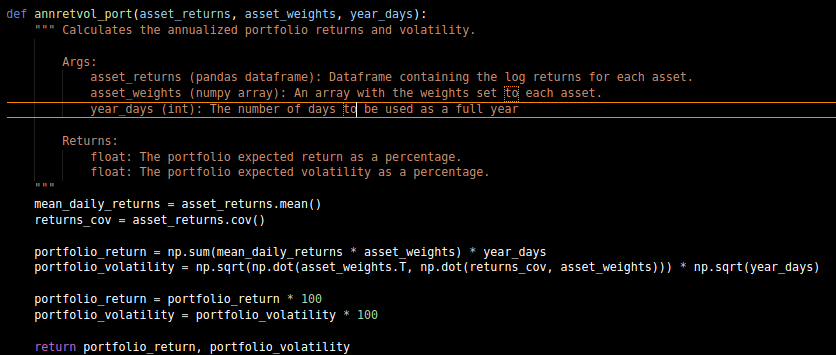 def annretvol_port(asset_returns, asset_weights, year_days):
    """ Calculates the annualized portfolio returns and volatility.
        Args:
            asset_returns (pandas dataframe): Dataframe containing the log returns for each asset.
            asset_weights (numpy array): An array with the weights set to each asset.
            year_days (int): The number of days to be used as a full year
        Returns:
            float: The portfolio expected return as a percentage.
            float: The portfolio expected volatility as a percentage.
    """
    mean_daily_returns = asset_returns.mean()
    returns_cov = asset_returns.cov()
    portfolio_return = np.sum(mean_daily_returns * asset_weights) * year_days
    portfolio_volatility = np.sqrt(np.dot(asset_weights.T, np.dot(returns_cov, asset_weights))) * np.sqrt(year_days)
    portfolio_return = portfolio_return * 100
    portfolio_volatility = portfolio_volatility * 100
    return portfolio_return, portfolio_volatility